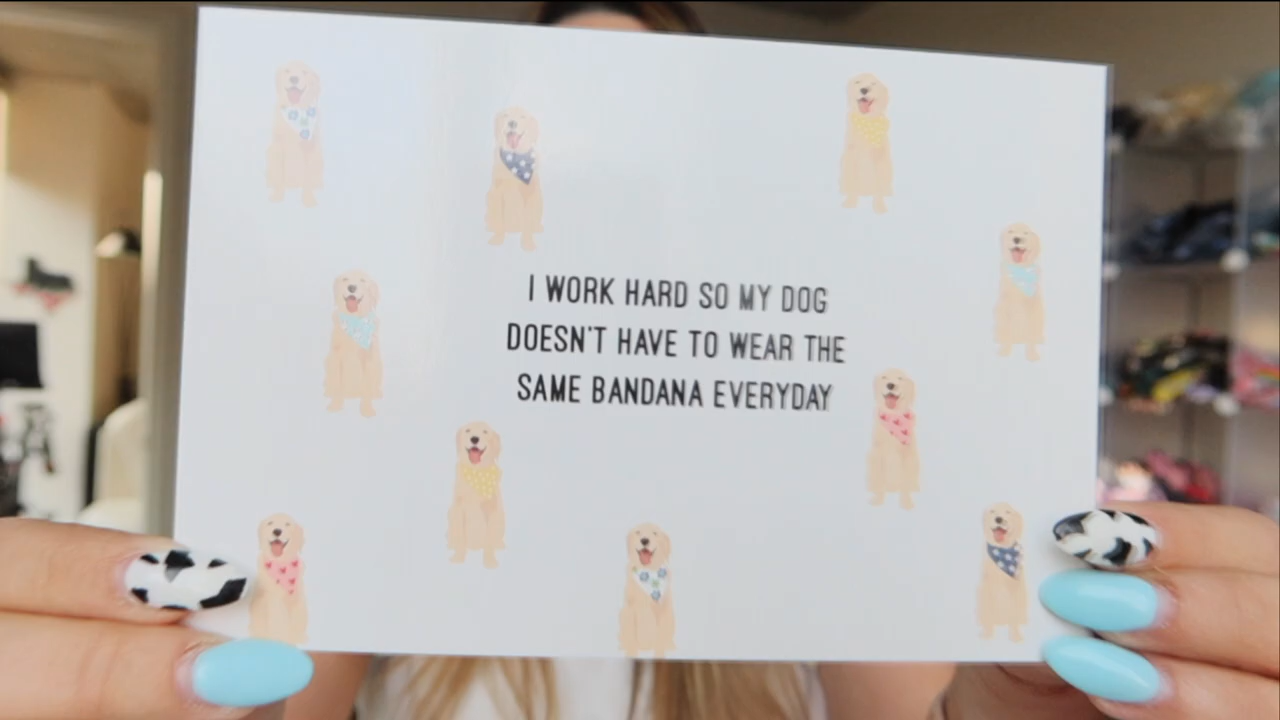 I WORK HARD SO MY DOG
DOESN'T HAVE TO WEAR THE
SAME BANDANA EVERYDAY